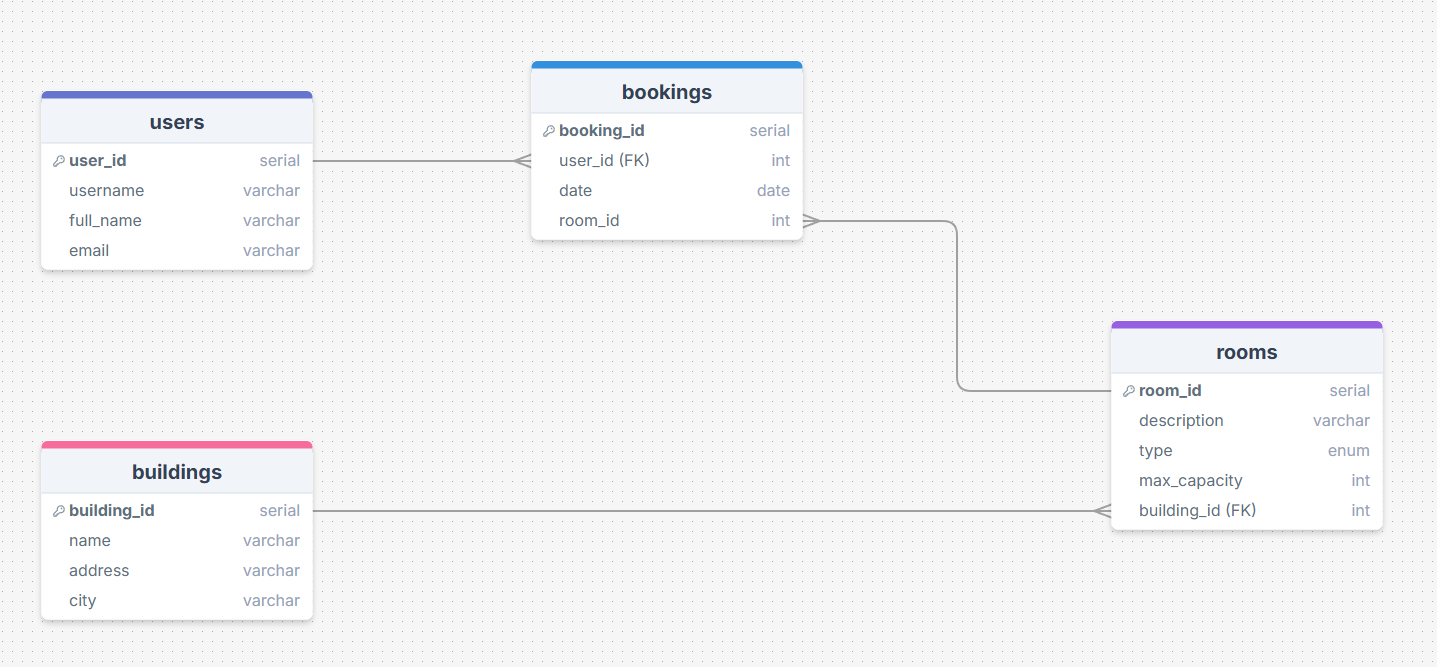 users
user_id serial
username varchar
full_name varchar
email varchar
bookings
booking_id serial
user_id (FK) int
date date
room_id int
rooms
room_id serial
description varchar
type enum
max_capacity int
building_id (FK) int
buildings
building_id serial
name varchar
address varchar
city varchar